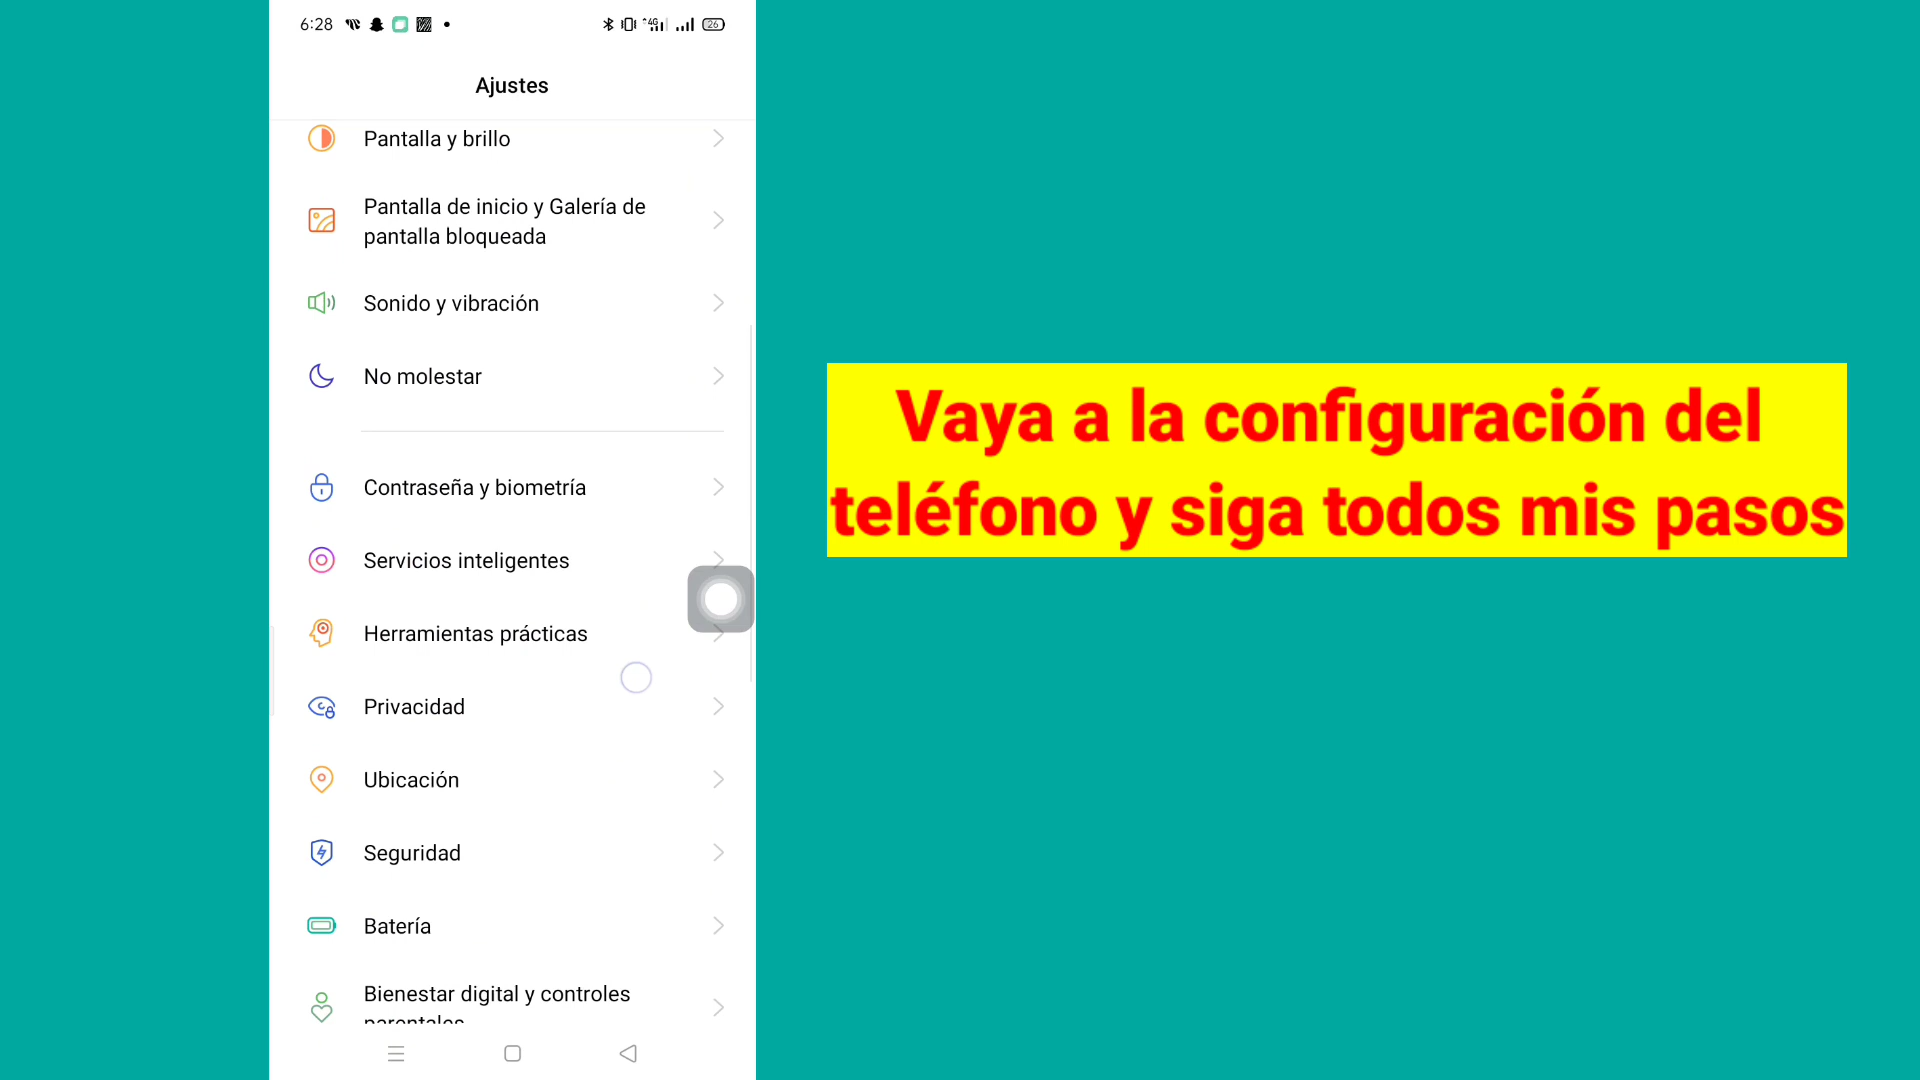 6:28
4G
26
Ajustes
Pantalla y brillo
Pantalla de inicio y Galería de
pantalla bloqueada
Sonido y vibración
No molestar
Contraseña y biometría
Servicios inteligentes
Herramientas prácticas
Privacidad
Ubicación
Seguridad
Batería
Bienestar digital y controles
parentales
Vaya a la configuración del
teléfono y siga todos mis pasos